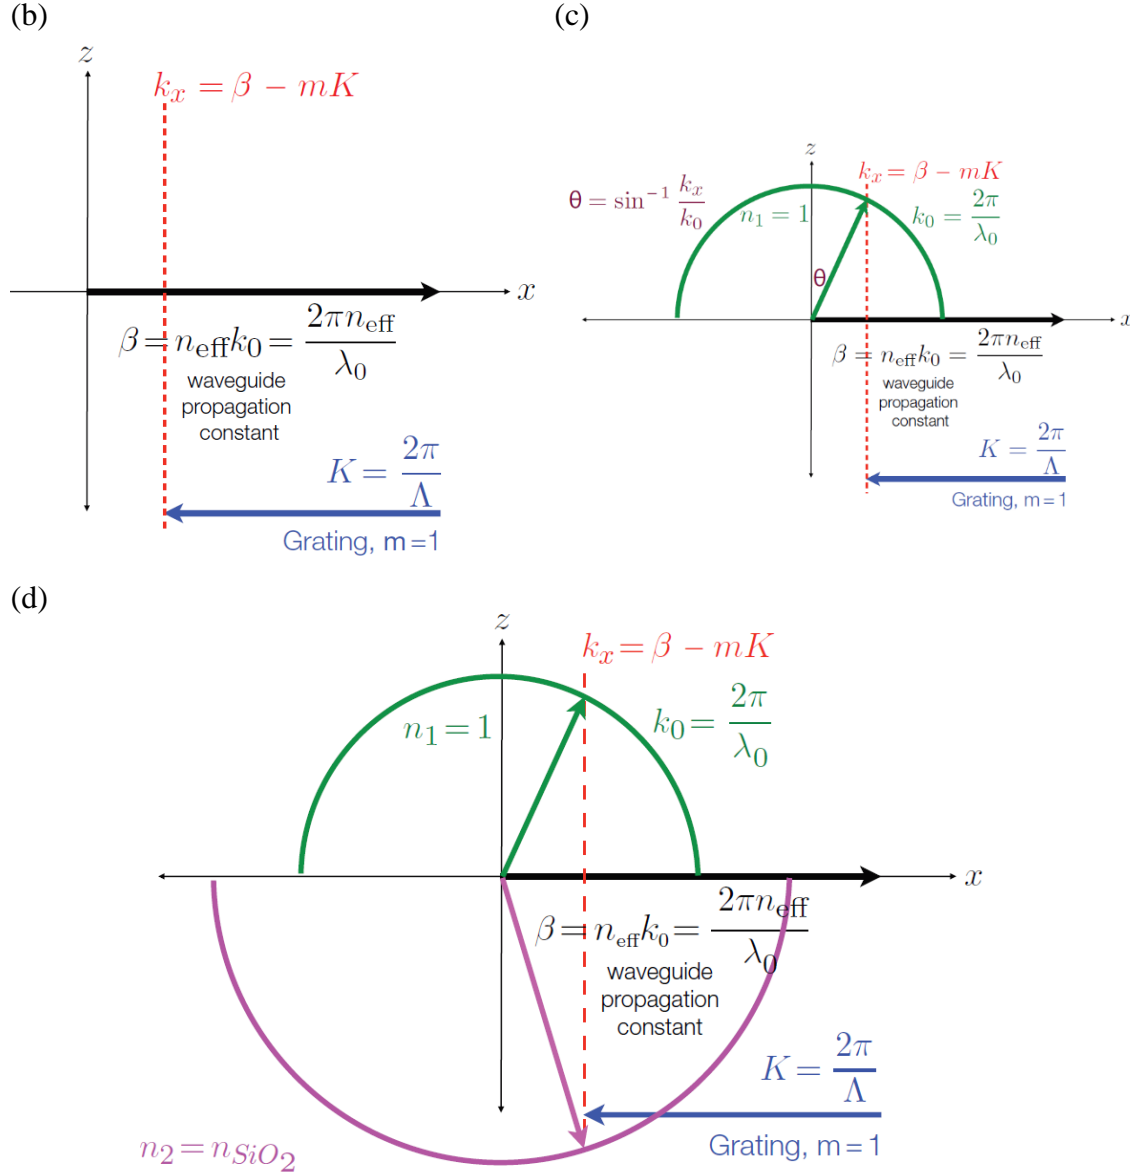 (b)
z
k_x = β − mK
x
β = n_eff k_0 = 2πn_eff / λ_0
waveguide
propagation
constant
K = 2π / Λ
Grating, m=1
(c)
z
k_x = β − mK
θ = sin⁻¹ k_x / k_0
n_1 = 1
k_0 = 2π / λ_0
θ
x
β = n_eff k_0 = 2πn_eff / λ_0
waveguide
propagation
constant
K = 2π / Λ
Grating, m=1
(d)
z
k_x = β − mK
n_1 = 1
k_0 = 2π / λ_0
x
β = n_eff k_0 = 2πn_eff / λ_0
waveguide
propagation
constant
K = 2π / Λ
Grating, m=1
n_2 = n_SiO_2